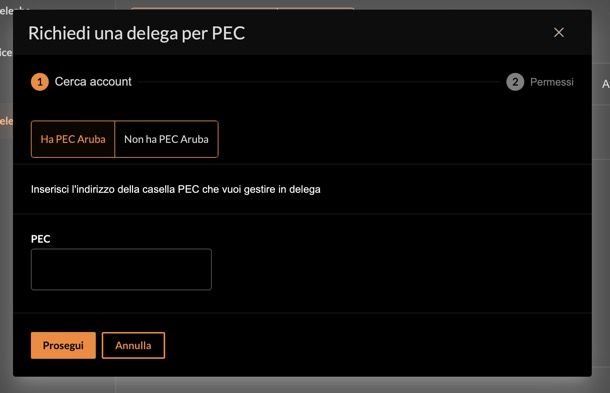 Richiedi una delega per PEC
1 Cerca account
2 Permessi
Ha PEC Aruba
Non ha PEC Aruba
Inserisci l'indirizzo della casella PEC che vuoi gestire in delega
PEC
Prosegui
Annulla